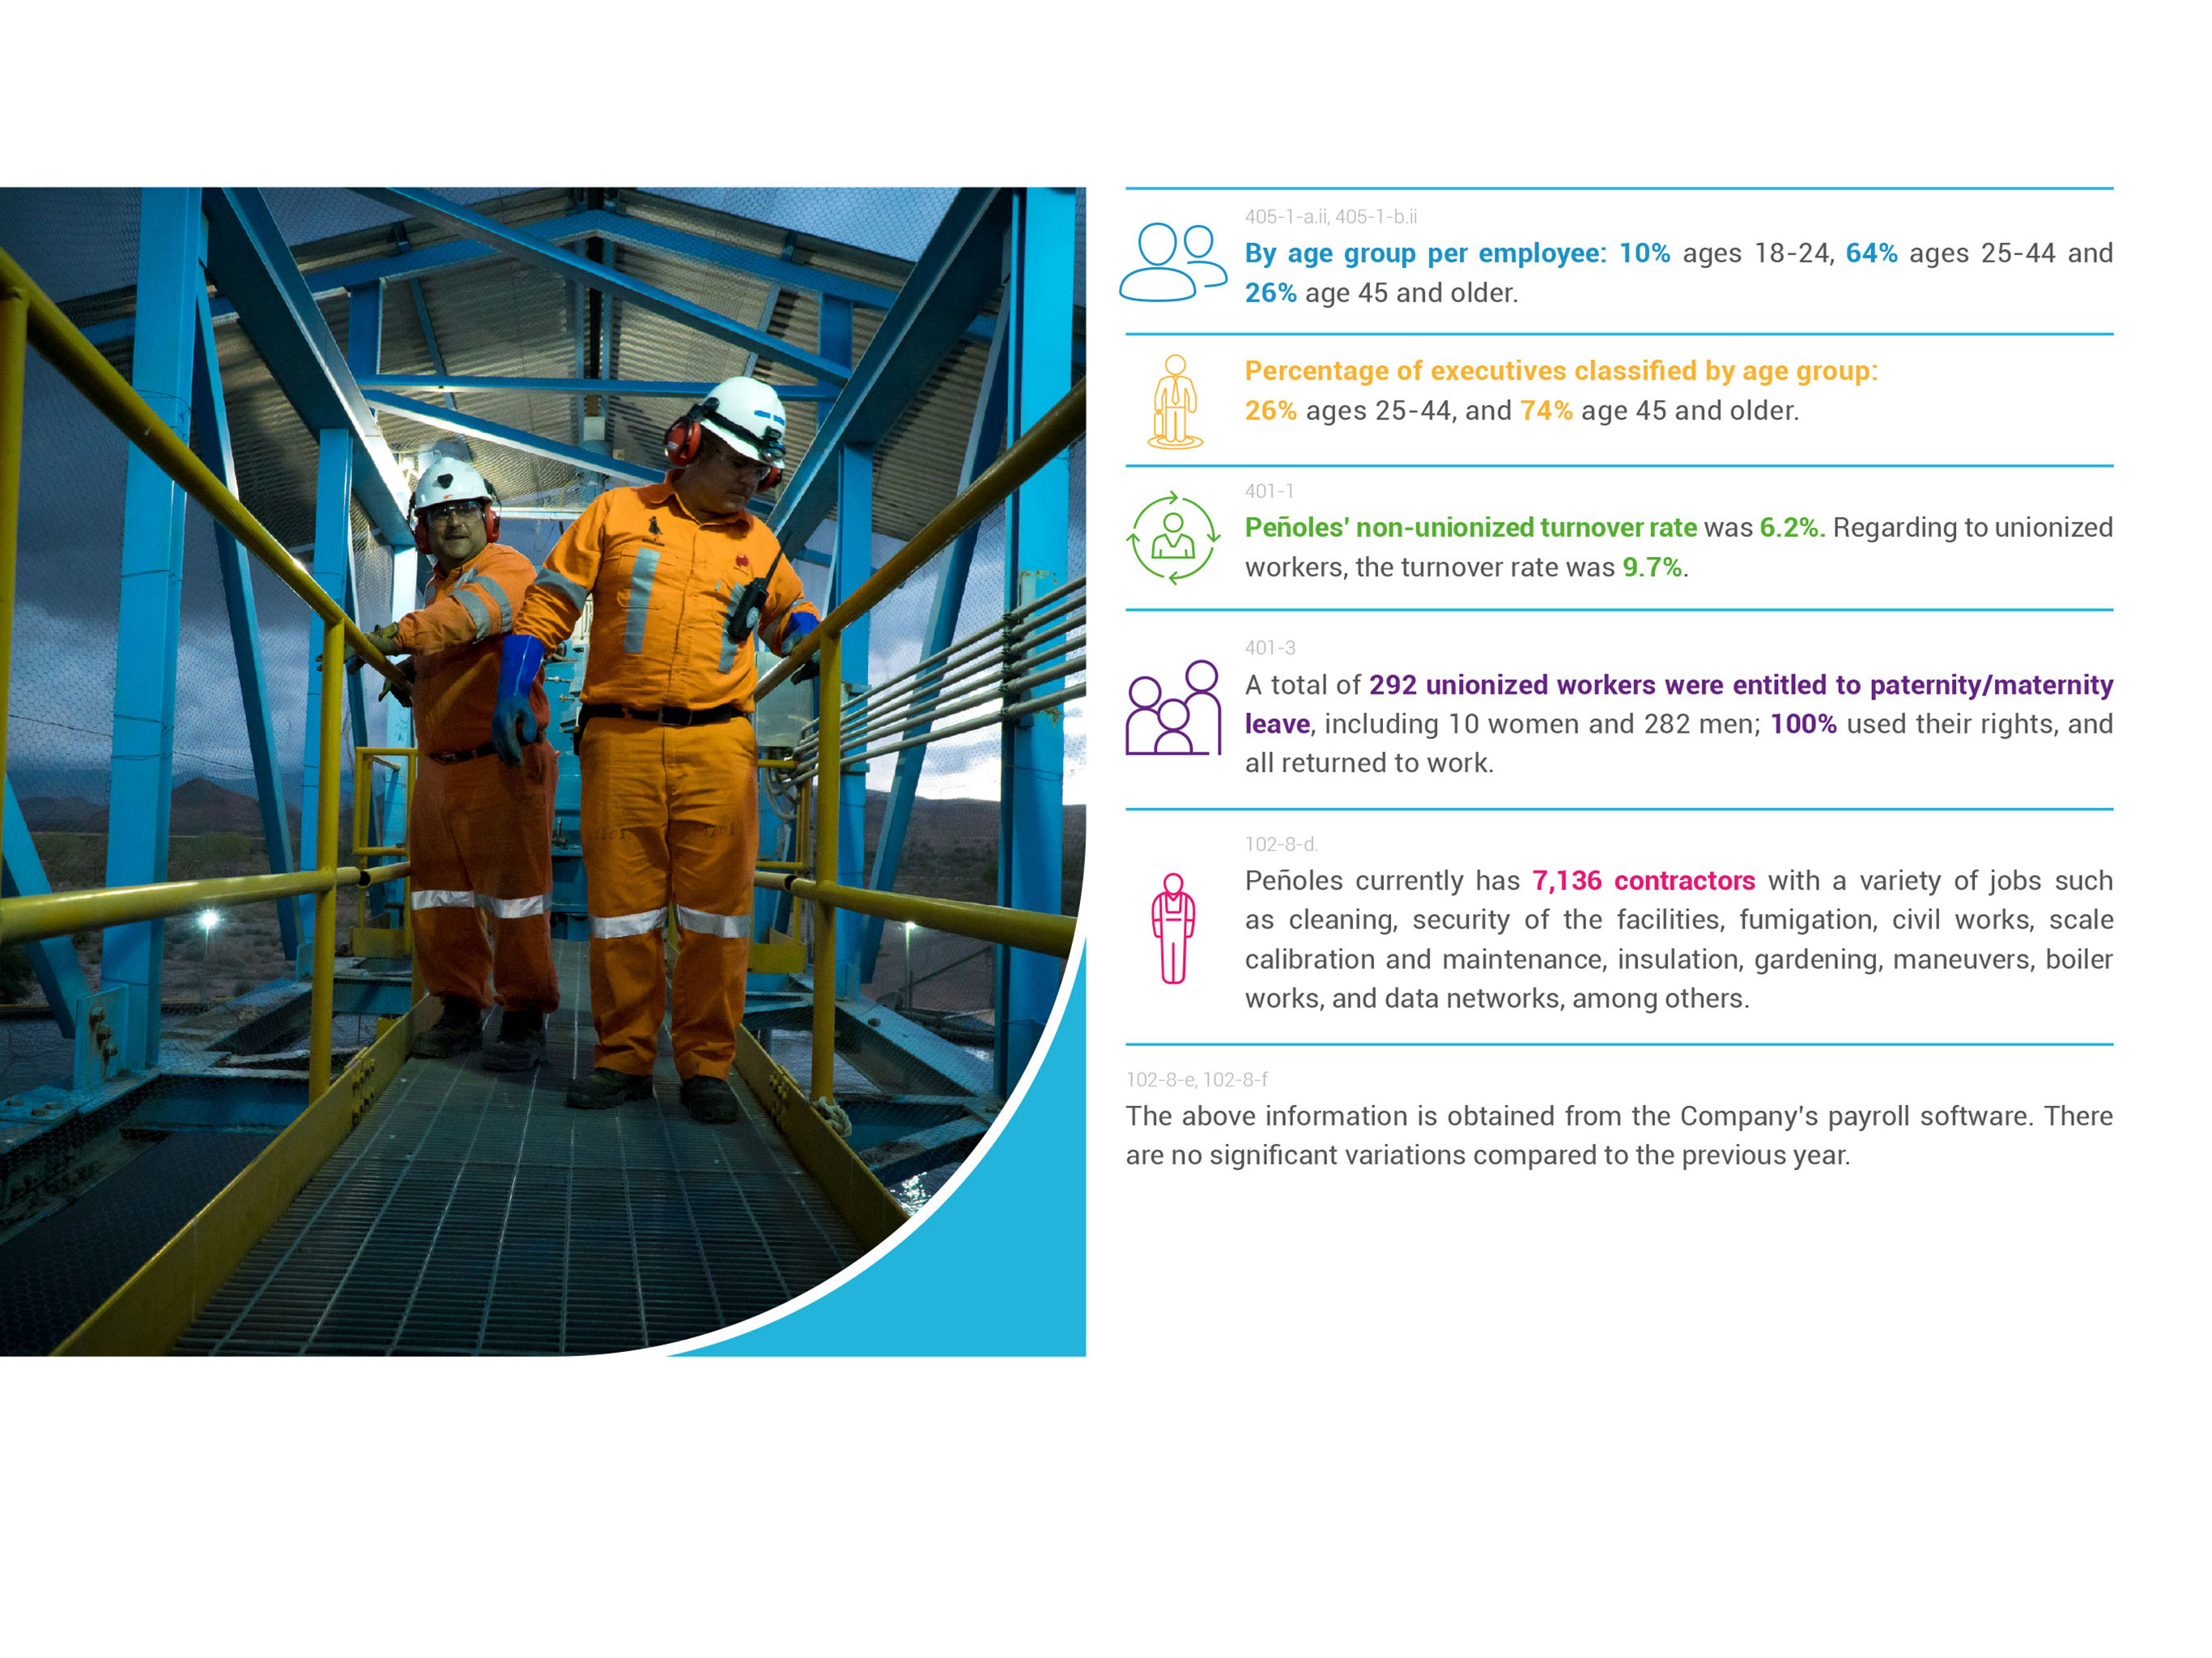 405-1-a.ii, 405-1-b.ii
By age group per employee: 10% ages 18-24, 64% ages 25-44 and
26% age 45 and older.
Percentage of executives classified by age group:
26% ages 25-44, and 74% age 45 and older.
401-1
Peñoles' non-unionized turnover rate was 6.2%. Regarding to unionized
workers, the turnover rate was 9.7%.
401-3
A total of 292 unionized workers were entitled to paternity/maternity
leave, including 10 women and 282 men; 100% used their rights, and
all returned to work.
102-8-d.
Peñoles currently has 7,136 contractors with a variety of jobs such
as cleaning, security of the facilities, fumigation, civil works, scale
calibration and maintenance, insulation, gardening, maneuvers, boiler
works, and data networks, among others.
102-8-e, 102-8-f
The above information is obtained from the Company's payroll software. There
are no significant variations compared to the previous year.